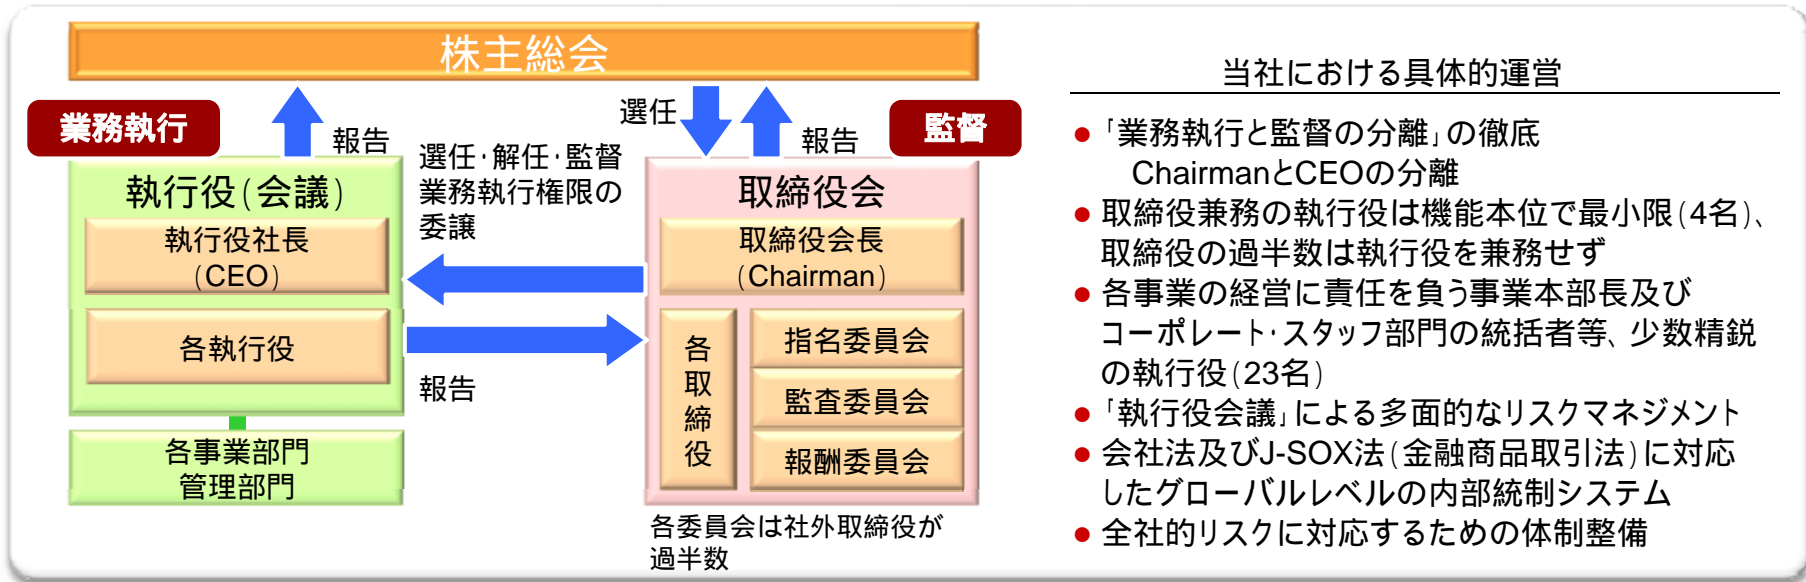 株主総会
業務執行
報告
選任
報告
監督
選任・解任・監督
業務執行権限の
委譲
執行役(会議)
執行役社長
(CEO)
各執行役
報告
各事業部門
管理部門
取締役会
取締役会長
(Chairman)
各取締役
指名委員会
監査委員会
報酬委員会
各委員会は社外取締役が
過半数
当社における具体的運営
● 「業務執行と監督の分離」の徹底
ChairmanとCEOの分離
● 取締役兼務の執行役は機能本位で最小限(4名)、
取締役の過半数は執行役を兼務せず
● 各事業の経営に責任を負う事業本部長及び
コーポレート・スタッフ部門の統括者等、少数精鋭
の執行役(23名)
● 「執行役会議」による多面的なリスクマネジメント
● 会社法及びJ-SOX法(金融商品取引法)に対応
したグローバルレベルの内部統制システム
● 全社的リスクに対応するための体制整備